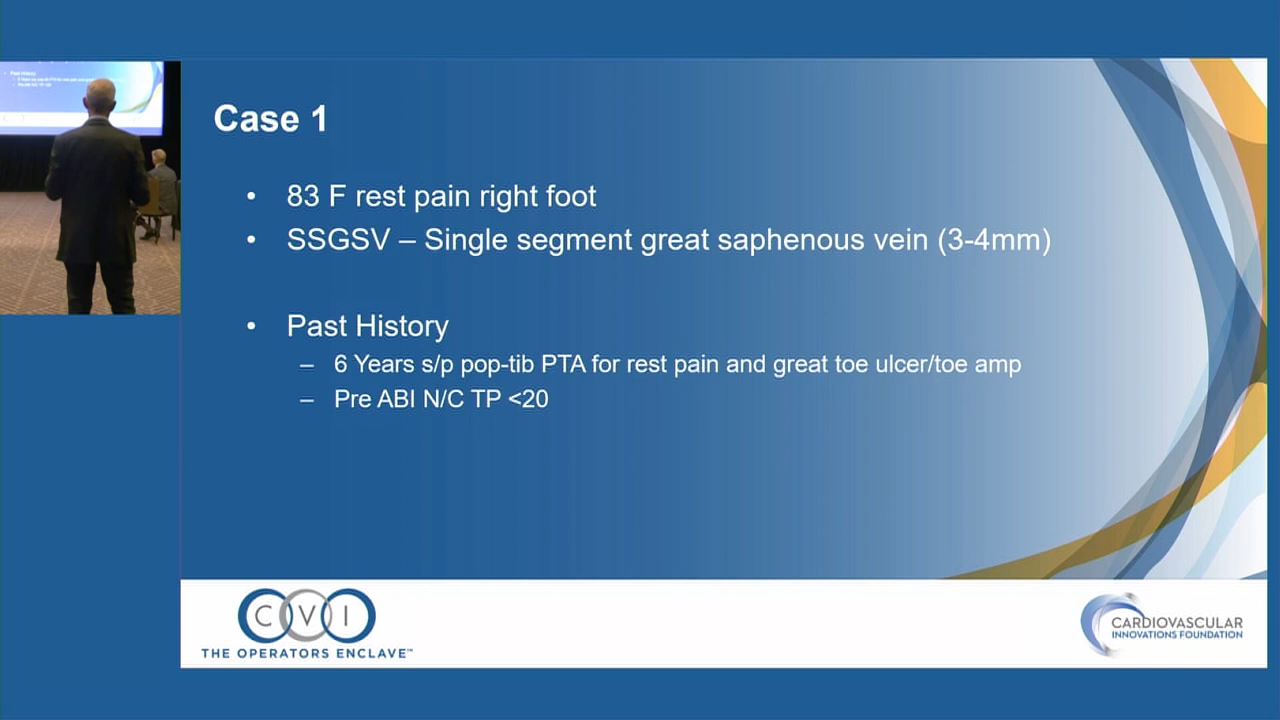 Case 1
• 83 F rest pain right foot
• SSGSV – Single segment great saphenous vein (3-4mm)
• Past History
– 6 Years s/p pop-tib PTA for rest pain and great toe ulcer/toe amp
– Pre ABI N/C TP <20
CVI
THE OPERATORS ENCLAVE™
CARDIOVASCULAR
INNOVATIONS FOUNDATION